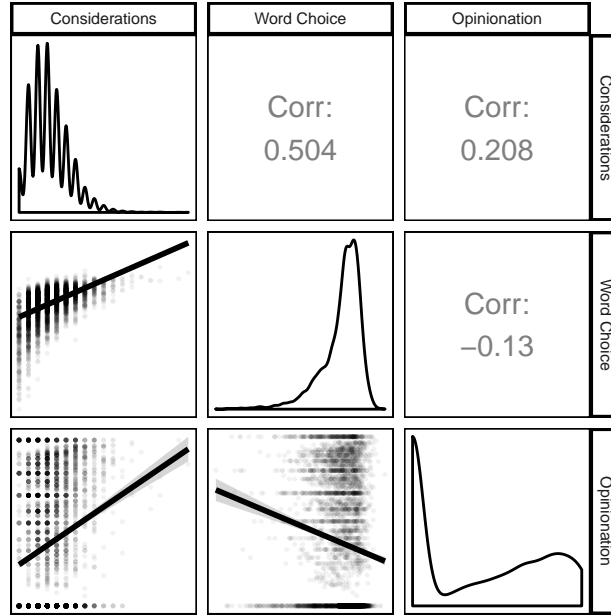 Considerations
Word Choice
Opinionation
Corr:
0.504
Corr:
0.208
Considerations
Corr:
−0.13
Word Choice
Opinionation